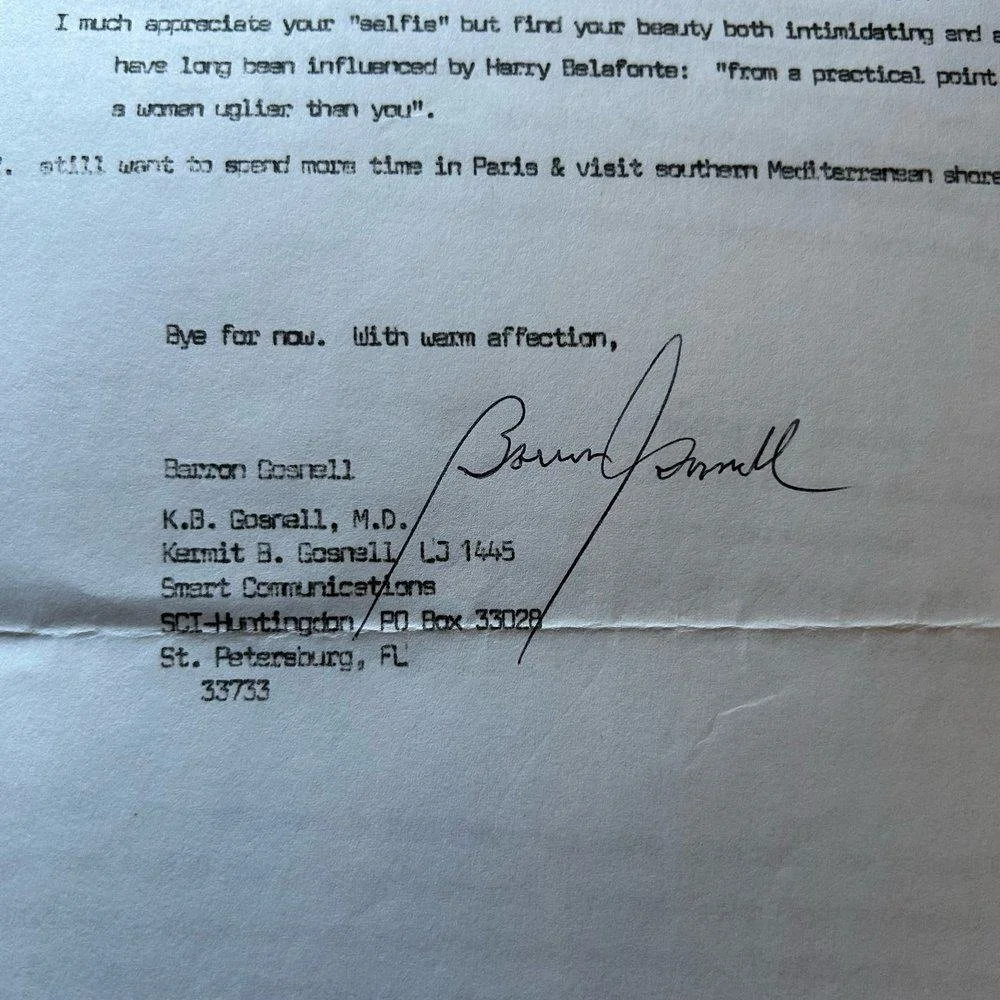 I much appreciate your "selfie" but find your beauty both intimidating and
have long been influenced by Harry Belafonte: "from a practical point
a woman uglier than you".
. still want to spend more time in Paris & visit southern Mediterranean shore
Bye for now. With warm affection,
Barron Gosnell
Barron Gosnell
K.B. Gosnell, M.D.
Kermit B. Gosnell LJ 1445
Smart Communications
SCI-Huntingdon PO Box 33028
St. Petersburg, FL
33733